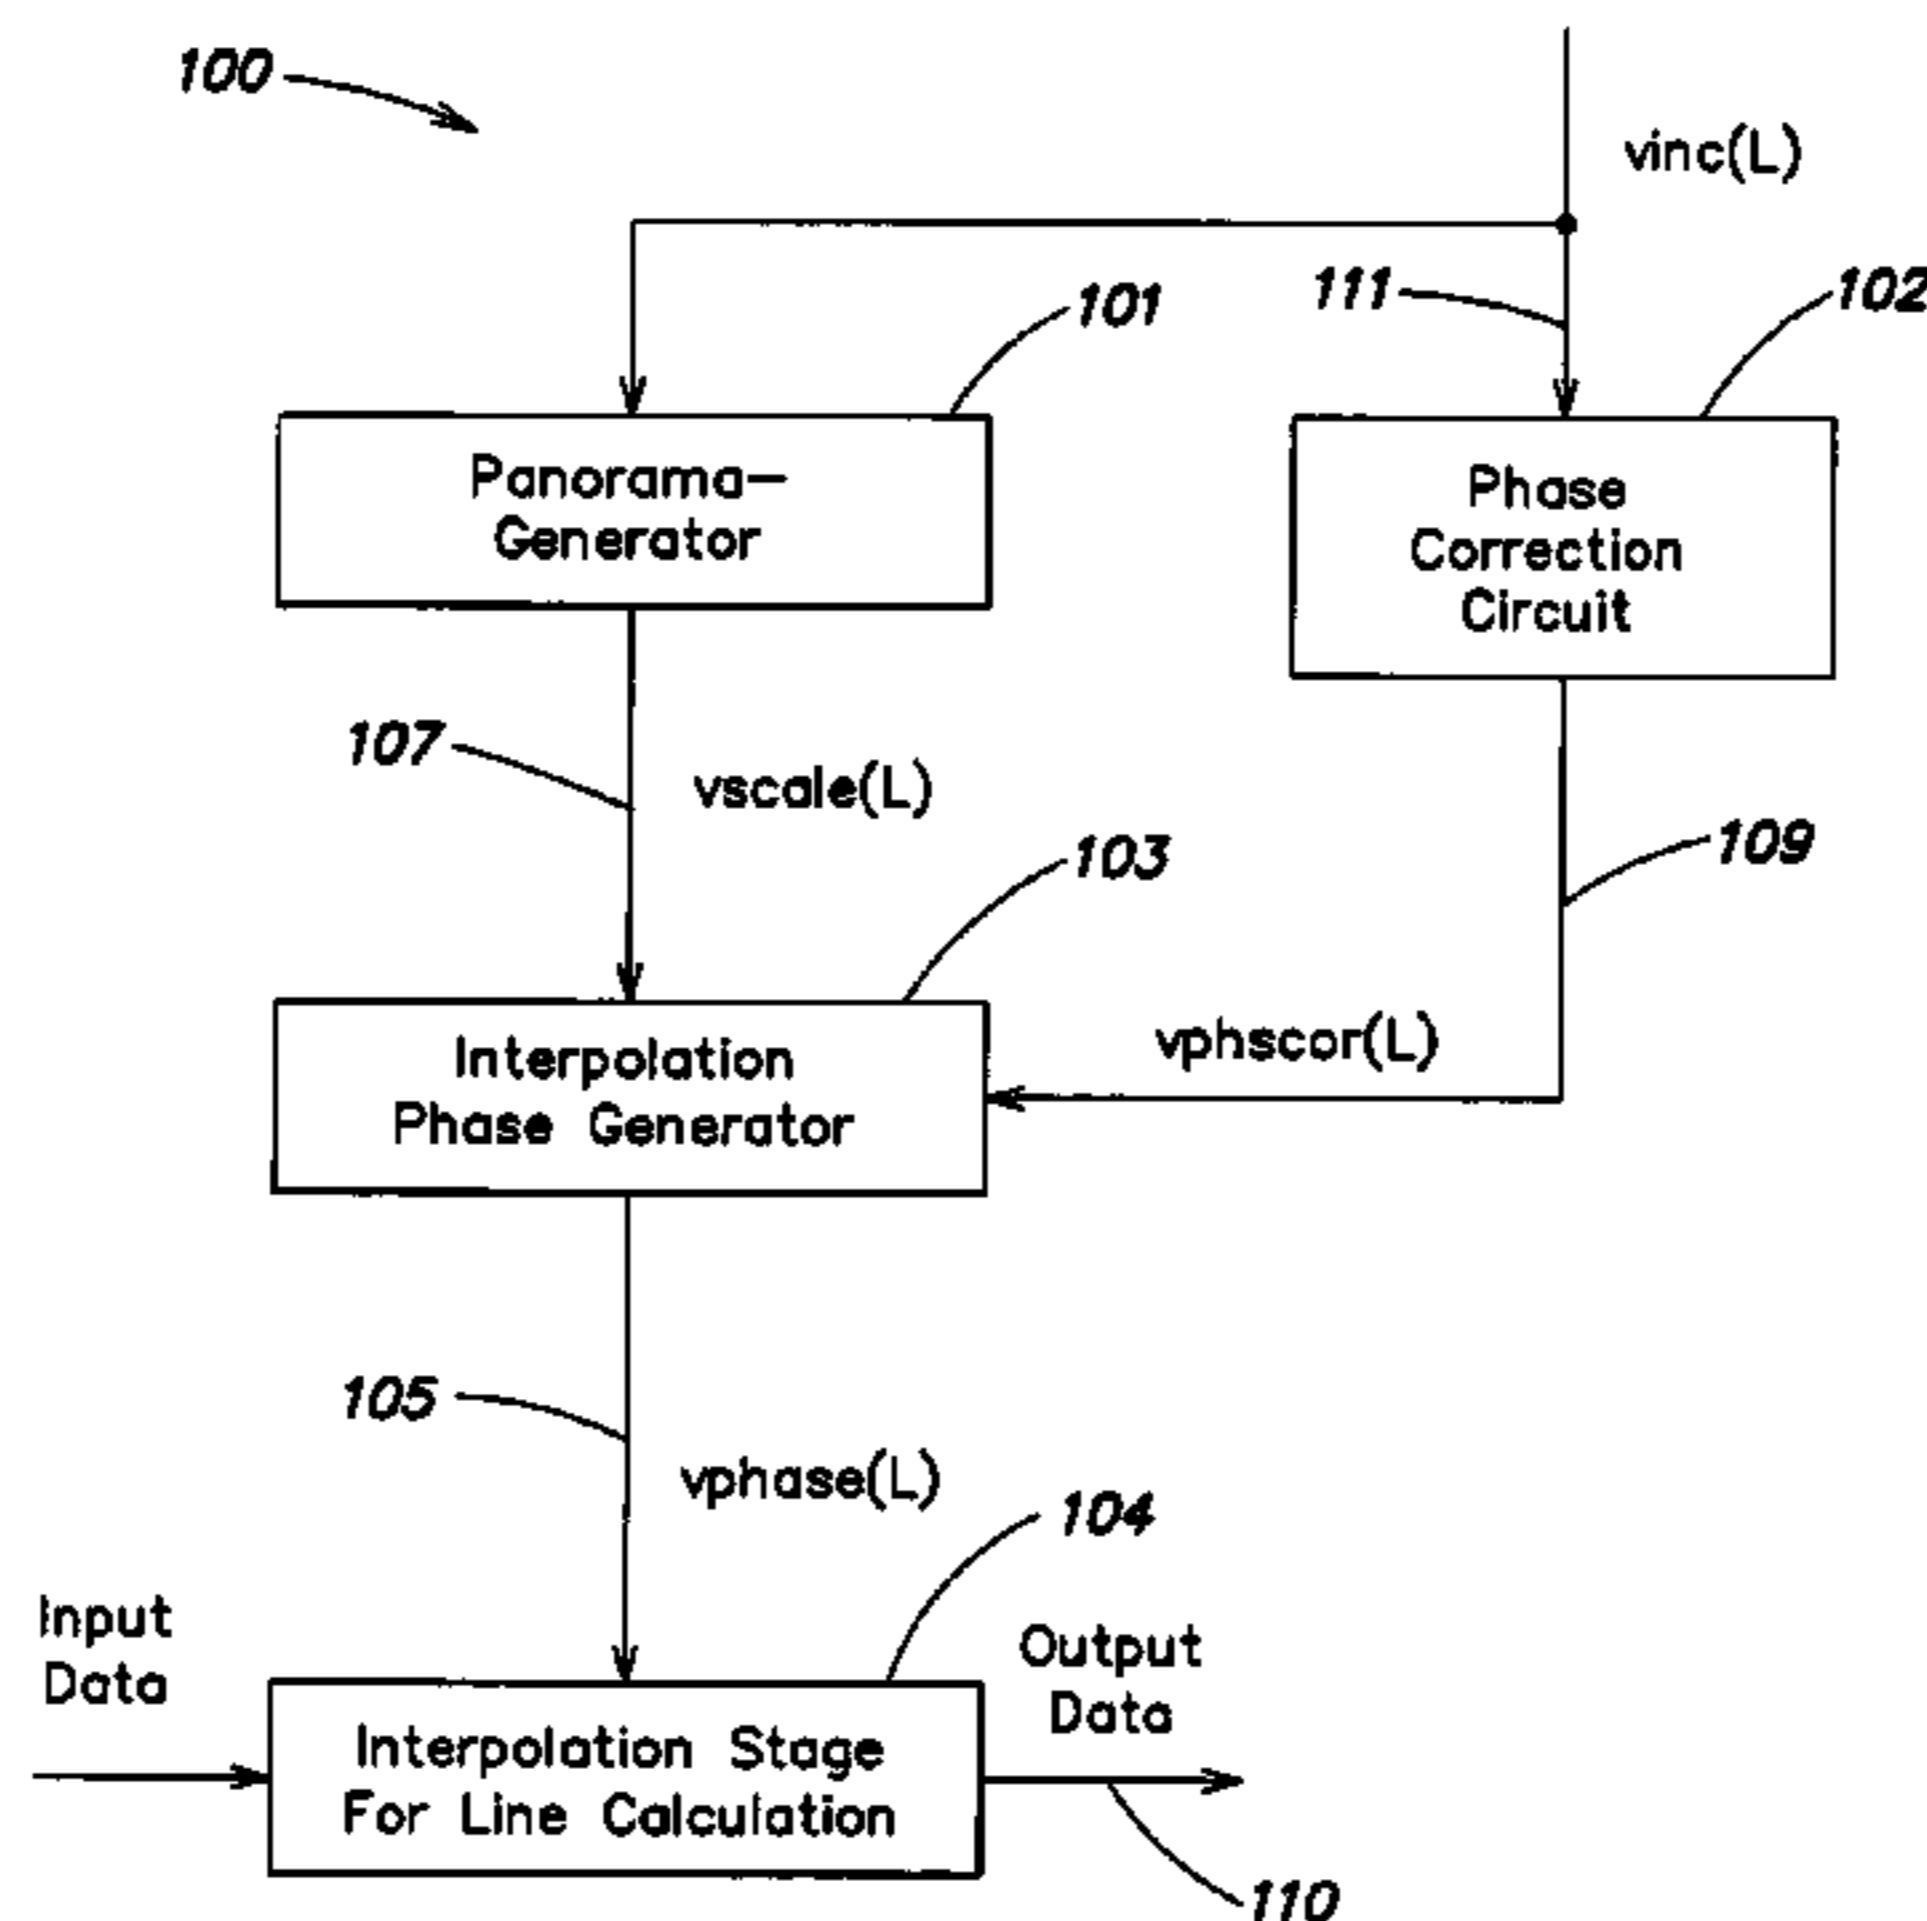 100
vinc(L)
111
102
101
Panorama-
Generator
Phase
Correction
Circuit
107
vscale(L)
109
103
vphscor(L)
Interpolation
Phase Generator
105
vphase(L)
104
Input
Data
Output
Data
Interpolation Stage
For Line Calculation
110